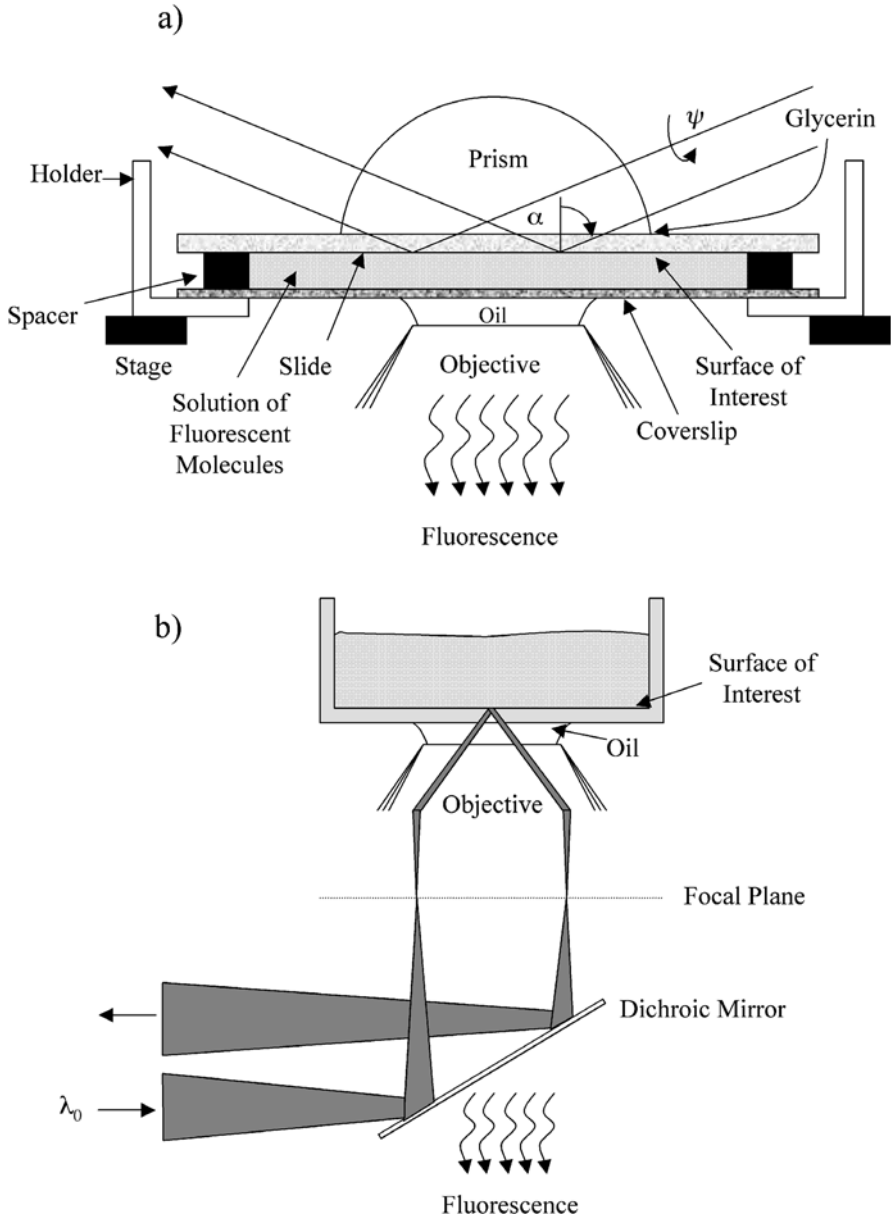 a)
ψ
Glycerin
Prism
Holder
α
Spacer
Oil
Stage
Slide
Objective
Surface of
Interest
Solution of
Fluorescent
Molecules
Coverslip
Fluorescence
b)
Surface of
Interest
Oil
Objective
Focal Plane
Dichroic Mirror
λ0
Fluorescence